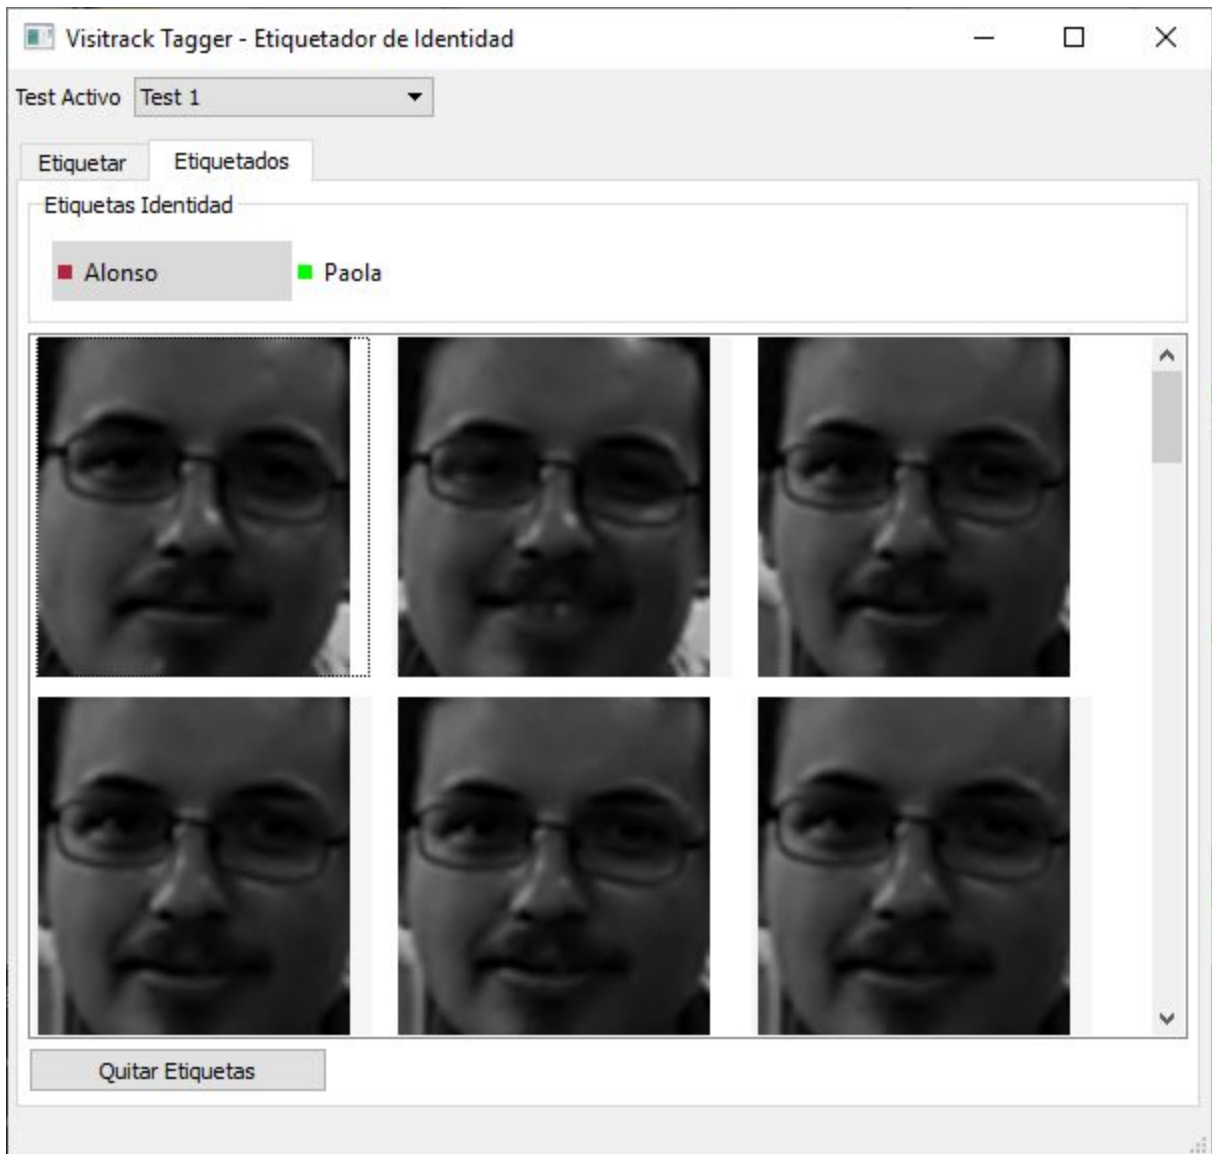 Visitrack Tagger - Etiquetador de Identidad
Test Activo Test 1
Etiquetar Etiquetados
Etiquetas Identidad
Alonso Paola
Quitar Etiquetas